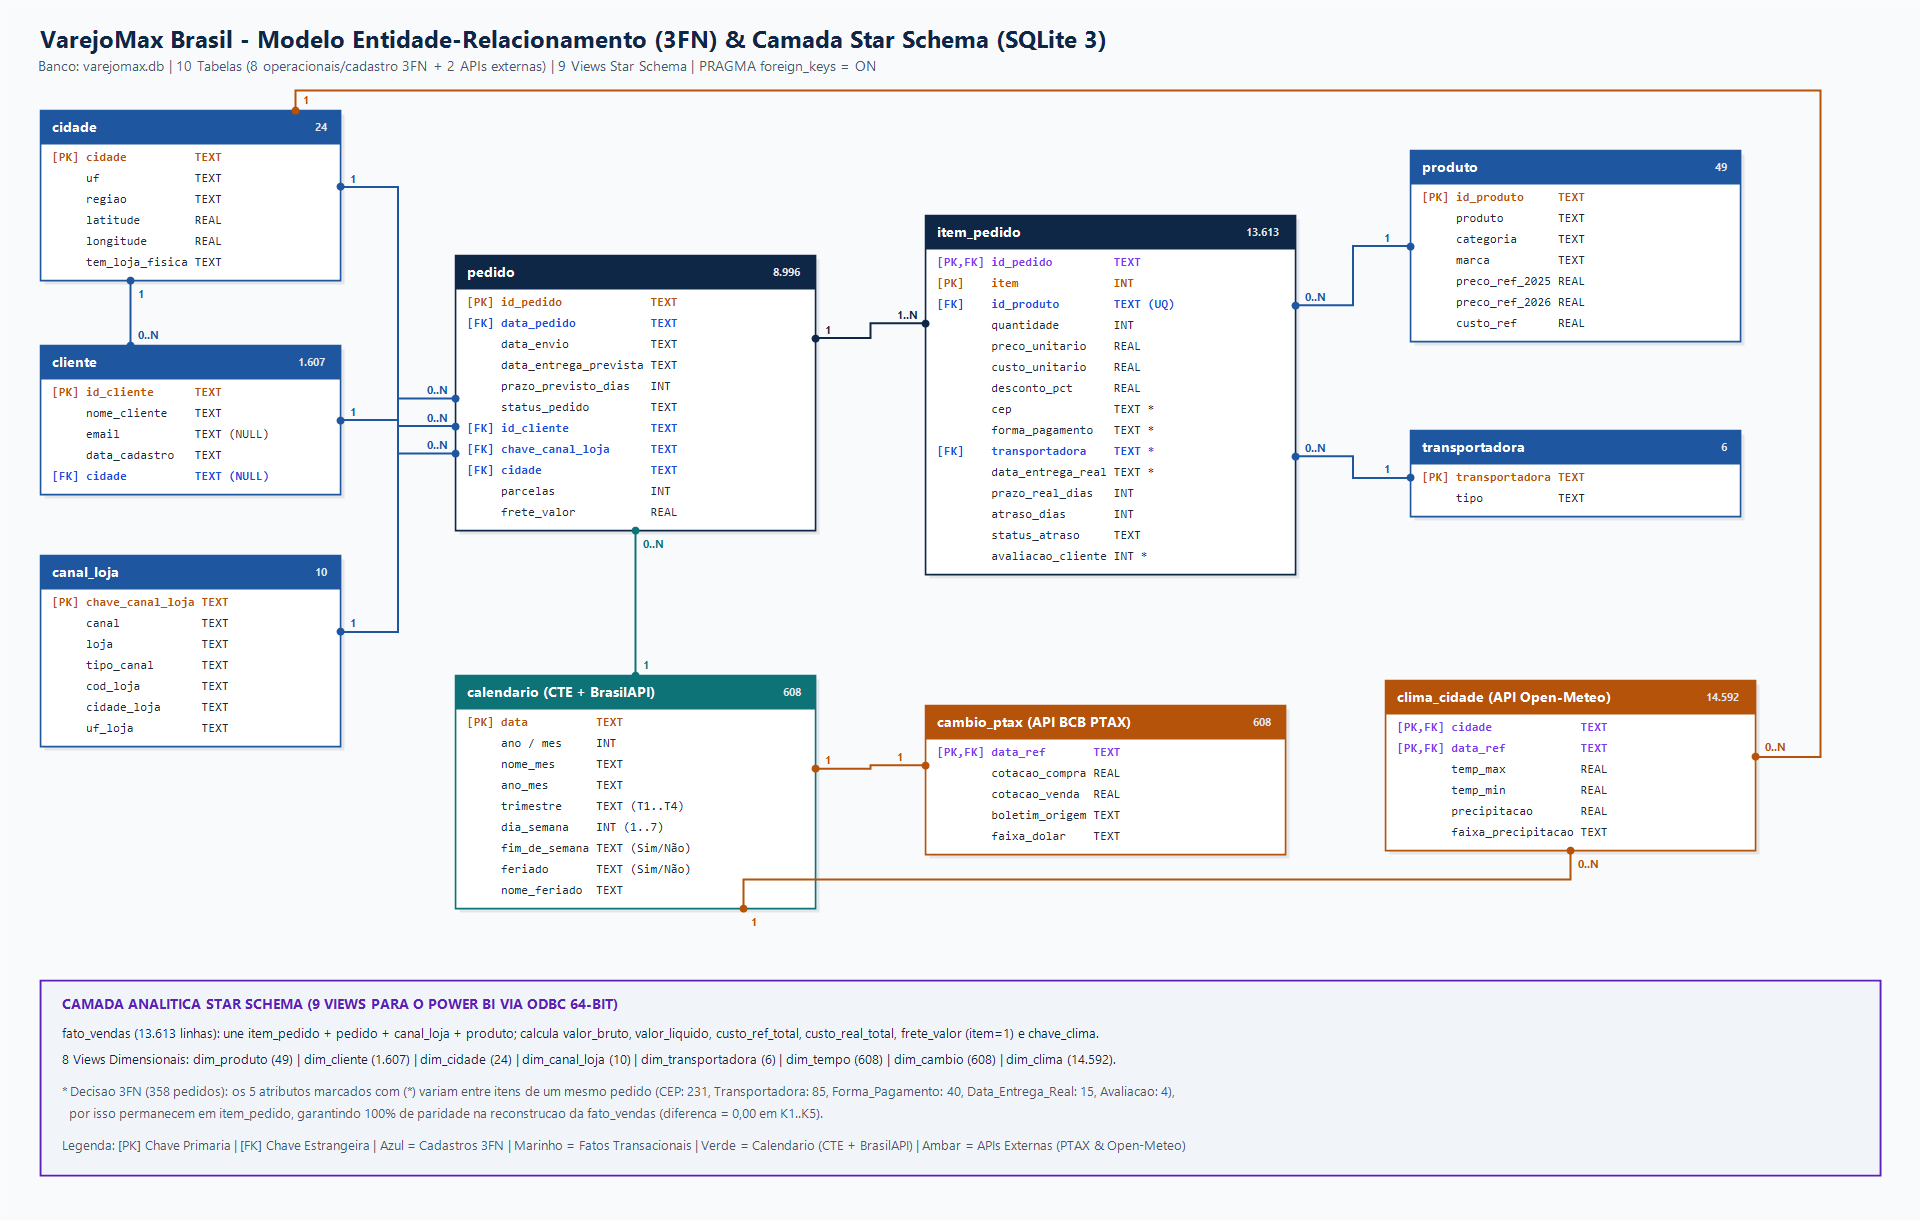 VarejoMax Brasil - Modelo Entidade-Relacionamento (3FN) & Camada Star Schema (SQLite 3)
Banco: varejomax.db | 10 Tabelas (8 operacionais/cadastro 3FN + 2 APIs externas) | 9 Views Star Schema | PRAGMA foreign_keys = ON
1
cidade 24
[PK] cidade TEXT
uf TEXT
regiao TEXT
latitude REAL
longitude REAL
tem_loja_fisica TEXT
1
1
0..N
cliente 1.607
[PK] id_cliente TEXT
nome_cliente TEXT
email TEXT (NULL)
data_cadastro TEXT
[FK] cidade TEXT (NULL)
1
canal_loja 10
[PK] chave_canal_loja TEXT
canal TEXT
loja TEXT
tipo_canal TEXT
cod_loja TEXT
cidade_loja TEXT
uf_loja TEXT
1
0..N
0..N
0..N
pedido 8.996
[PK] id_pedido TEXT
[FK] data_pedido TEXT
data_envio TEXT
data_entrega_prevista TEXT
prazo_previsto_dias INT
status_pedido TEXT
[FK] id_cliente TEXT
[FK] chave_canal_loja TEXT
[FK] cidade TEXT
parcelas INT
frete_valor REAL
1
1..N
0..N
1
item_pedido 13.613
[PK,FK] id_pedido TEXT
[PK] item INT
[FK] id_produto TEXT (UQ)
quantidade INT
preco_unitario REAL
custo_unitario REAL
desconto_pct REAL
cep TEXT *
forma_pagamento TEXT *
[FK] transportadora TEXT *
data_entrega_real TEXT *
prazo_real_dias INT
atraso_dias INT
status_atraso TEXT
avaliacao_cliente INT *
0..N
1
0..N
1
produto 49
[PK] id_produto TEXT
produto TEXT
categoria TEXT
marca TEXT
preco_ref_2025 REAL
preco_ref_2026 REAL
custo_ref REAL
transportadora 6
[PK] transportadora TEXT
tipo TEXT
calendario (CTE + BrasilAPI) 608
[PK] data TEXT
ano / mes INT
nome_mes TEXT
ano_mes TEXT
trimestre TEXT (T1..T4)
dia_semana INT (1..7)
fim_de_semana TEXT (Sim/Não)
feriado TEXT (Sim/Não)
nome_feriado TEXT
1
1
1
cambio_ptax (API BCB PTAX) 608
[PK,FK] data_ref TEXT
cotacao_compra REAL
cotacao_venda REAL
boletim_origem TEXT
faixa_dolar TEXT
clima_cidade (API Open-Meteo) 14.592
[PK,FK] cidade TEXT
[PK,FK] data_ref TEXT
temp_max REAL
temp_min REAL
precipitacao REAL
faixa_precipitacao TEXT
0..N
0..N
CAMADA ANALITICA STAR SCHEMA (9 VIEWS PARA O POWER BI VIA ODBC 64-BIT)
fato_vendas (13.613 linhas): une item_pedido + pedido + canal_loja + produto; calcula valor_bruto, valor_liquido, custo_ref_total, custo_real_total, frete_valor (item=1) e chave_clima.
8 Views Dimensionais: dim_produto (49) | dim_cliente (1.607) | dim_cidade (24) | dim_canal_loja (10) | dim_transportadora (6) | dim_tempo (608) | dim_cambio (608) | dim_clima (14.592).
* Decisao 3FN (358 pedidos): os 5 atributos marcados com (*) variam entre itens de um mesmo pedido (CEP: 231, Transportadora: 85, Forma_Pagamento: 40, Data_Entrega_Real: 15, Avaliacao: 4),
por isso permanecem em item_pedido, garantindo 100% de paridade na reconstrucao da fato_vendas (diferenca = 0,00 em K1..K5).
Legenda: [PK] Chave Primaria | [FK] Chave Estrangeira | Azul = Cadastros 3FN | Marinho = Fatos Transacionais | Verde = Calendario (CTE + BrasilAPI) | Ambar = APIs Externas (PTAX & Open-Meteo)